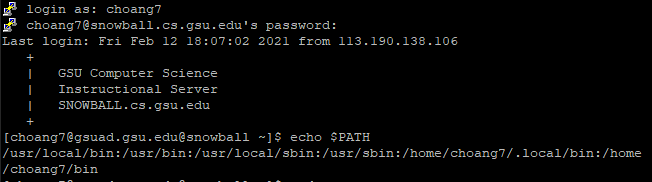 login as: choang7
choang7@snowball.cs.gsu.edu's password:
Last login: Fri Feb 12 18:07:02 2021 from 113.190.138.106
+
| GSU Computer Science
| Instructional Server
| SNOWBALL.cs.gsu.edu
+
[choang7@gsuad.gsu.edu@snowball ~]$ echo $PATH
/usr/local/bin:/usr/bin:/usr/local/sbin:/usr/sbin:/home/choang7/.local/bin:/home
/choang7/bin